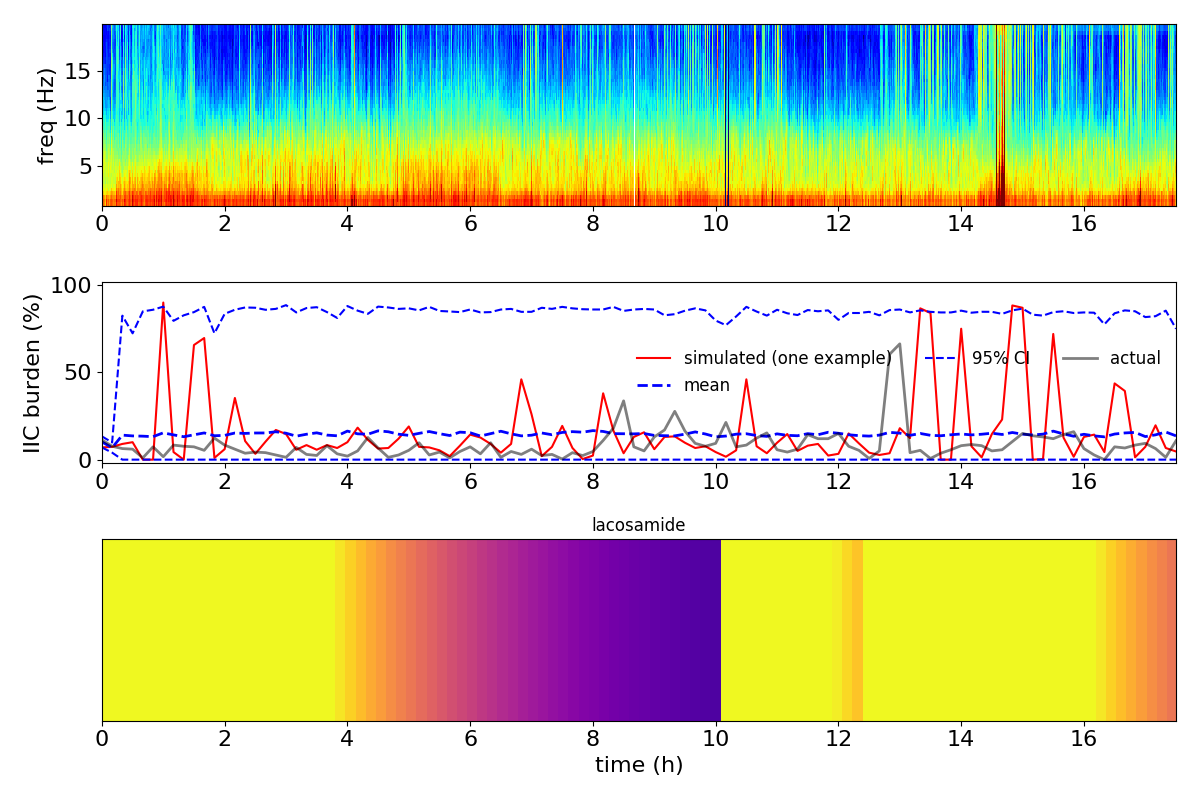 freq (Hz)
15
10
5
0 2 4 6 8 10 12 14 16
IIC burden (%)
100
50
0
simulated (one example) 95% CI actual
mean
0 2 4 6 8 10 12 14 16
lacosamide
0 2 4 6 8 10 12 14 16
time (h)